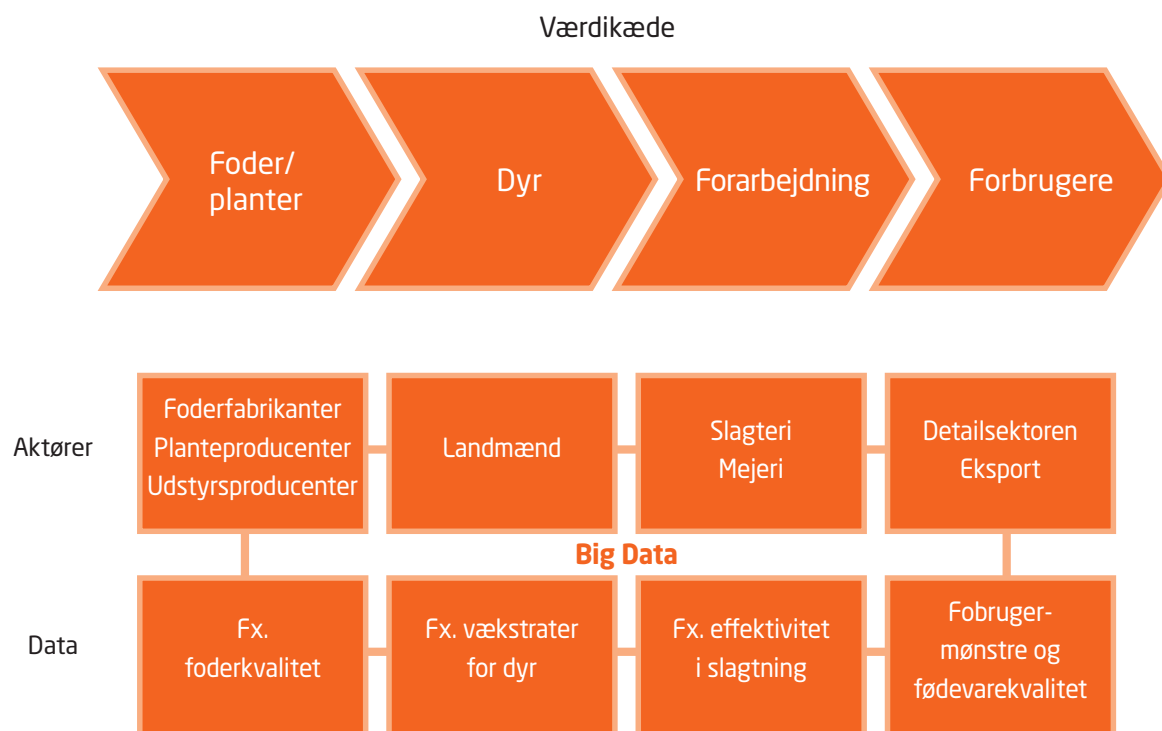 Værdikæde
Foder/
planter
Dyr
Forarbejdning
Forbrugere
Aktører
Foderfabrikanter
Planteproducenter
Udstyrsproducenter
Landmænd
Slagteri
Mejeri
Detailsektoren
Eksport
Big Data
Data
Fx.
foderkvalitet
Fx. vækstrater
for dyr
Fx. effektivitet
i slagtning
Fobruger-
mønstre og
fødevarekvalitet